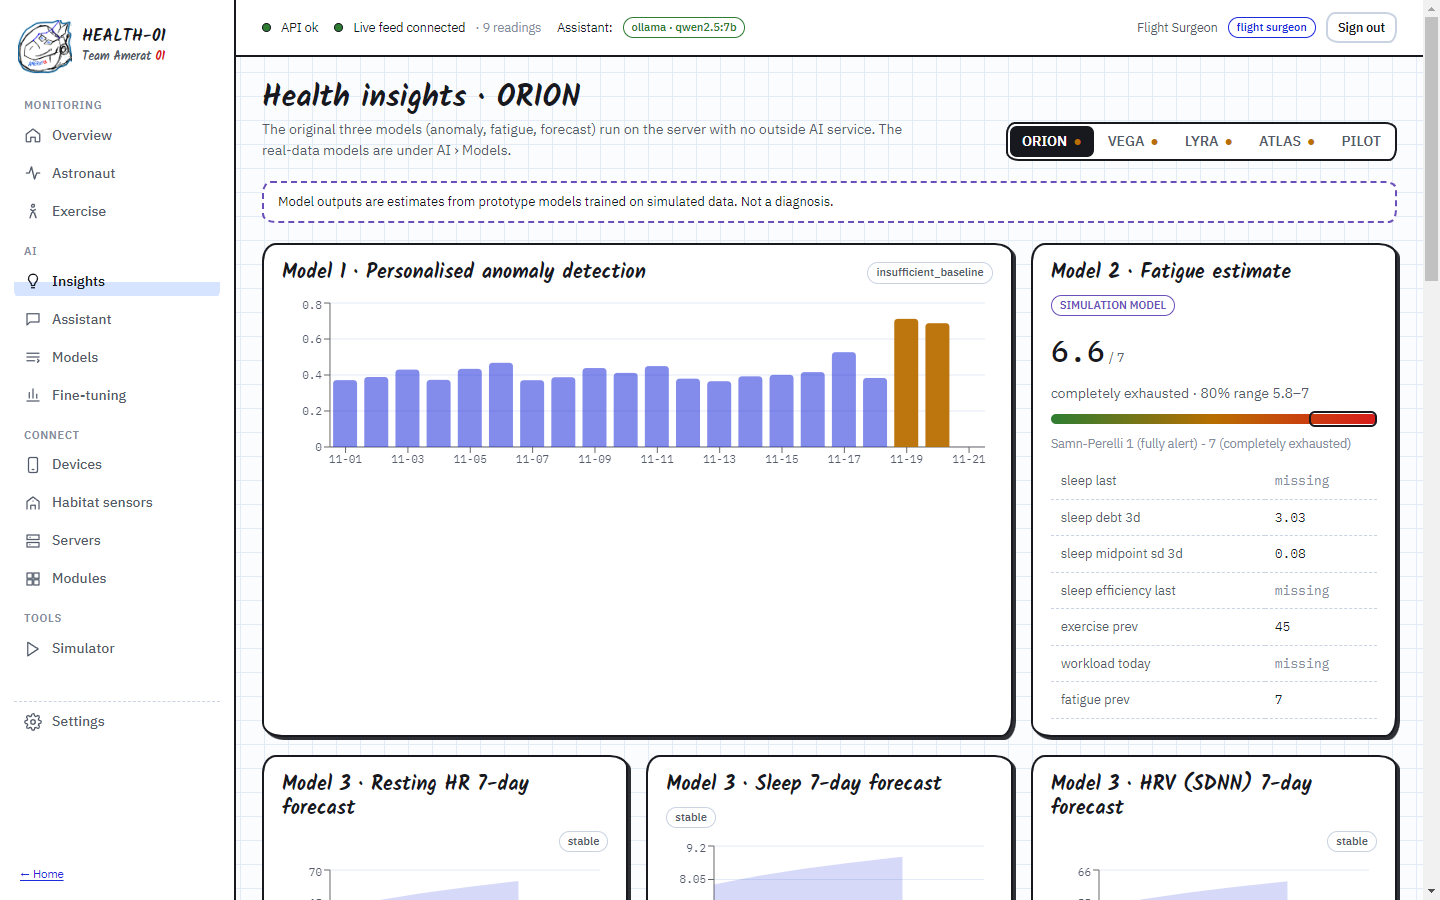 HEALTH-01
Team Amerat 01
MONITORING
Overview
Astronaut
Exercise
AI
Insights
Assistant
Models
Fine-tuning
CONNECT
Devices
Habitat sensors
Servers
Modules
TOOLS
Simulator
Settings
← Home
API ok Live feed connected · 9 readings Assistant: ollama · qwen2.5:7b
Flight Surgeon flight surgeon Sign out
Health insights · ORION
The original three models (anomaly, fatigue, forecast) run on the server with no outside AI service. The
real-data models are under AI › Models.
ORION VEGA LYRA ATLAS PILOT
Model outputs are estimates from prototype models trained on simulated data. Not a diagnosis.
Model 1 · Personalised anomaly detection
insufficient_baseline
0.8
0.6
0.4
0.2
0
11-01 11-03 11-05 11-07 11-09 11-11 11-13 11-15 11-17 11-19 11-21
Model 2 · Fatigue estimate
SIMULATION MODEL
6.6 / 7
completely exhausted · 80% range 5.8–7
Samn-Perelli 1 (fully alert) - 7 (completely exhausted)
sleep last missing
sleep debt 3d 3.03
sleep midpoint sd 3d 0.08
sleep efficiency last missing
exercise prev 45
workload today missing
fatigue prev 7
Model 3 · Resting HR 7-day
forecast
stable
70
Model 3 · Sleep 7-day forecast
stable
9.2
8.05
Model 3 · HRV (SDNN) 7-day
forecast
stable
66